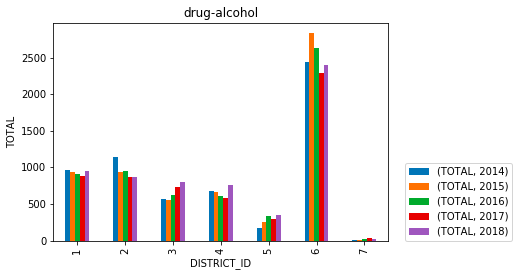 drug-alcohol
2500
2000
1500
1000
500
0
TOTAL
1 2 3 4 5 6 7
DISTRICT_ID
(TOTAL, 2014)
(TOTAL, 2015)
(TOTAL, 2016)
(TOTAL, 2017)
(TOTAL, 2018)